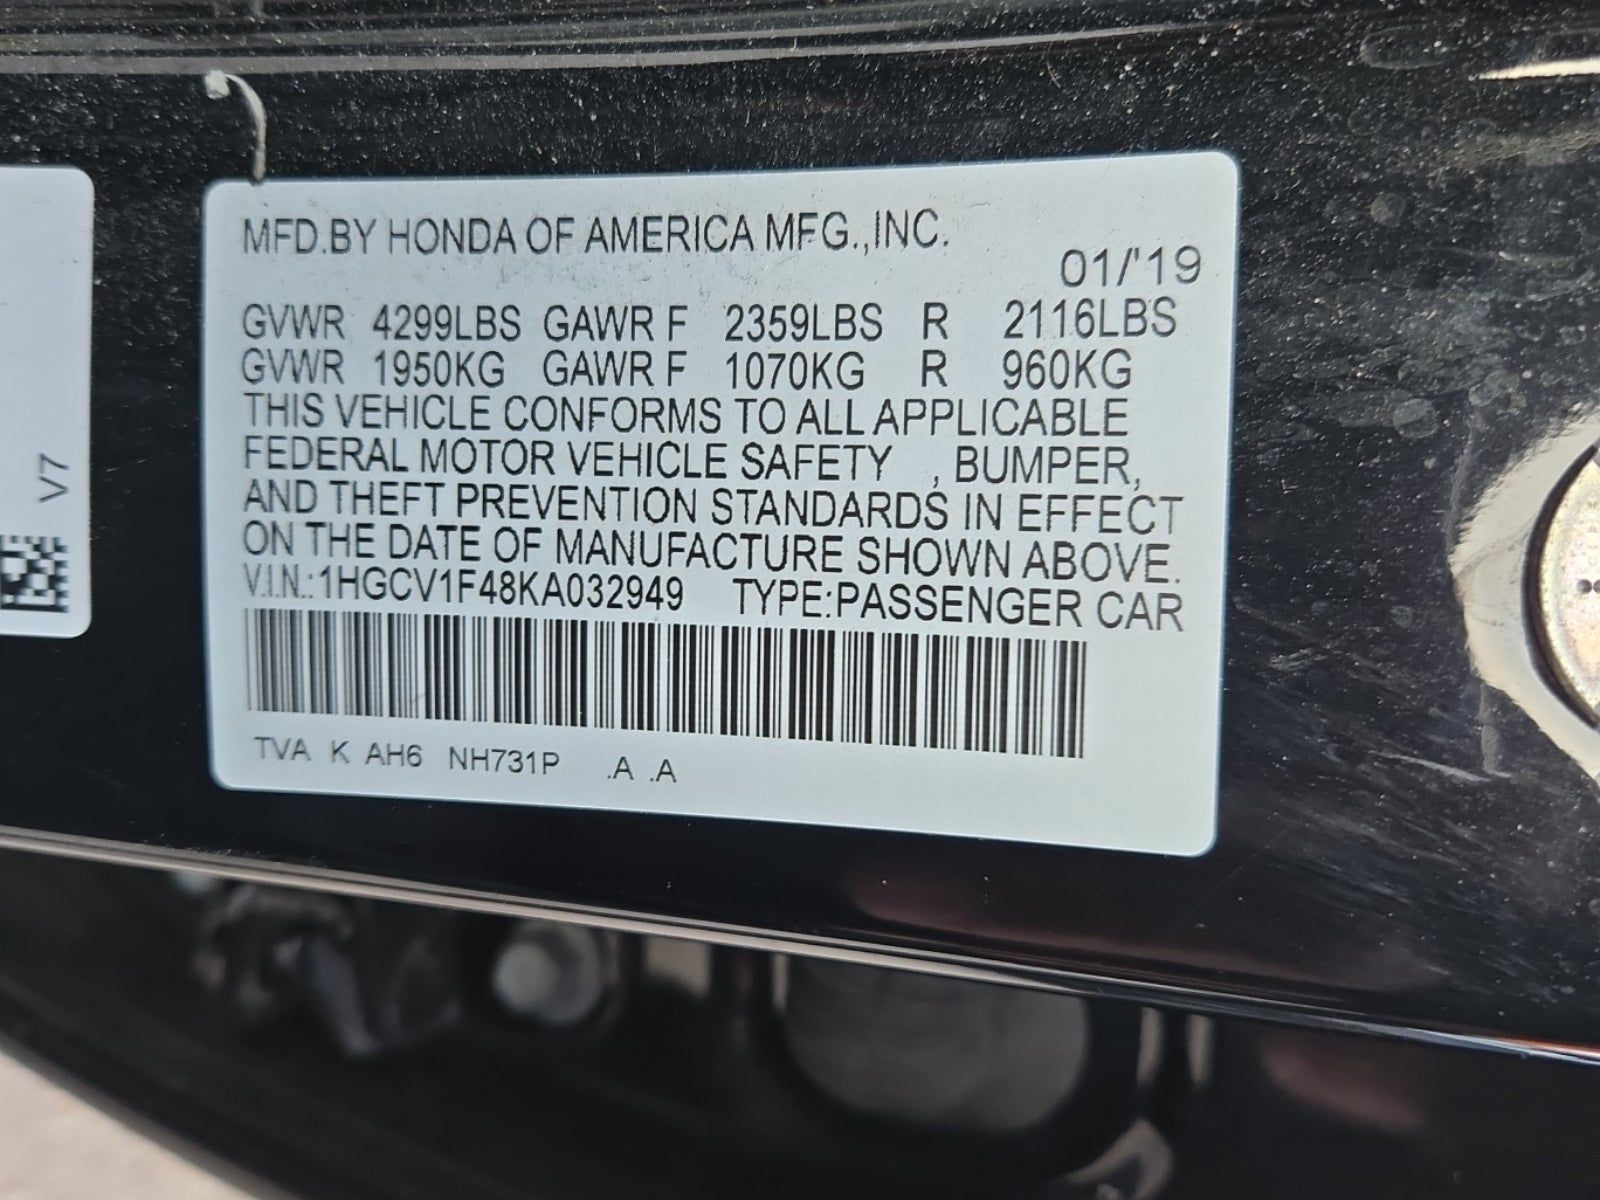 MFD.BY HONDA OF AMERICA MFG.,INC.
01/'19
GVWR 4299LBS GAWR F 2359LBS R 2116LBS
GVWR 1950KG GAWR F 1070KG R 960KG
THIS VEHICLE CONFORMS TO ALL APPLICABLE
FEDERAL MOTOR VEHICLE SAFETY , BUMPER,
AND THEFT PREVENTION STANDARDS IN EFFECT
ON THE DATE OF MANUFACTURE SHOWN ABOVE.
V.I.N.:1HGCV1F48KA032949 TYPE:PASSENGER CAR
TVA K AH6 NH731P .A .A
V7